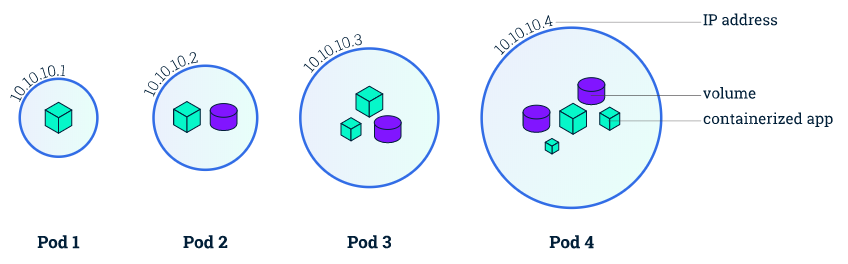 10.10.10.1
10.10.10.2
10.10.10.3
10.10.10.4
IP address
volume
containerized app
Pod 1
Pod 2
Pod 3
Pod 4